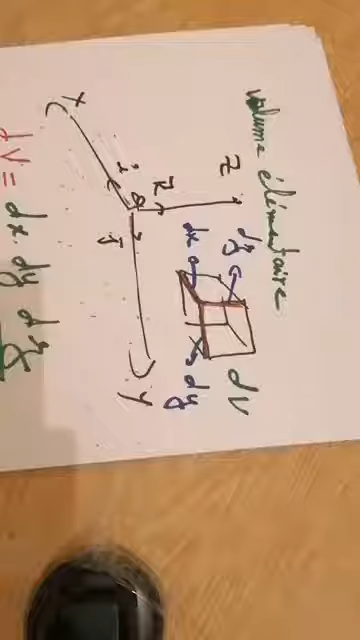 volume élémentaire
Z
dz
dV
dx
dy
k
i
j
x
y
dV = dx dy dz